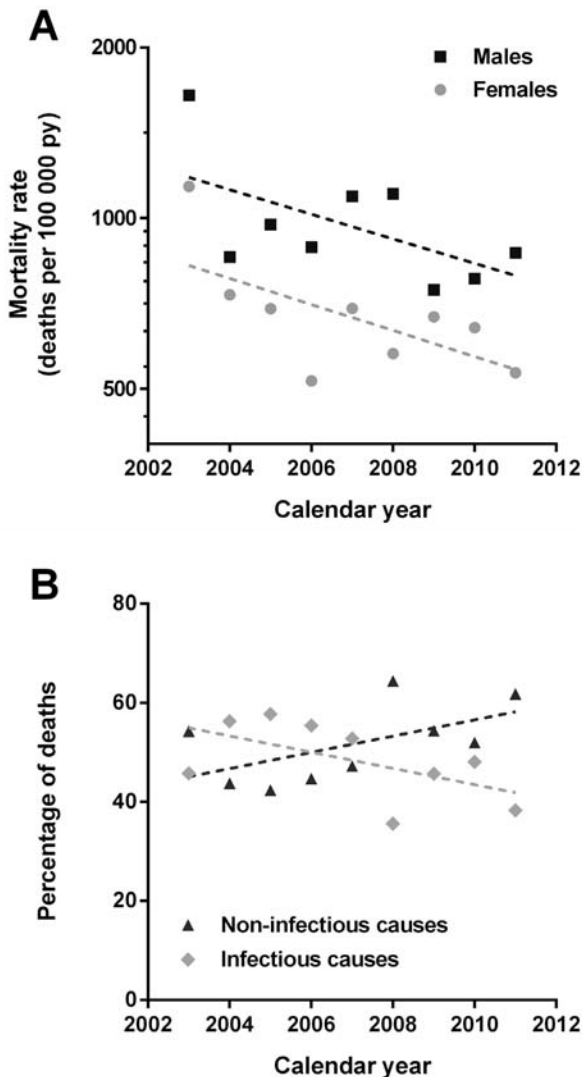 A
2000
Males
Females
Mortality rate
(deaths per 100 000 py)
1000
500
2002 2004 2006 2008 2010 2012
Calendar year
B
80
60
Percentage of deaths
40
20
Non-infectious causes
Infectious causes
0
2002 2004 2006 2008 2010 2012
Calendar year